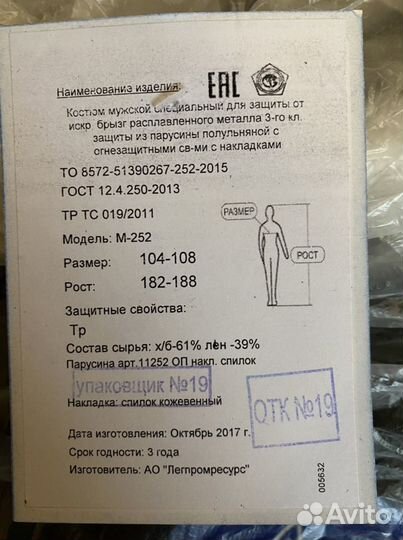 Наименование изделия: EAC
Костюм мужской специальный для защиты от
искр, брызг расплавленного металла 3-го кл.
защиты из парусины полульняной с
огнезащитными св-ми с накладками
ТО 8572-51390267-252-2015
ГОСТ 12.4.250-2013
ТР ТС 019/2011
Модель: М-252
Размер: 104-108
Рост: 182-188
РАЗМЕР
РОСТ
Защитные свойства:
Тр
Состав сырья: х/б-61% лен -39%
Парусина арт.11252 ОП накл. спилок
упаковщик №19
Накладка: спилок кожевенный
ОТК №19
Дата изготовления: Октябрь 2017 г.
Срок годности: 3 года
Изготовитель: АО "Легпромресурс"
005632
Avito